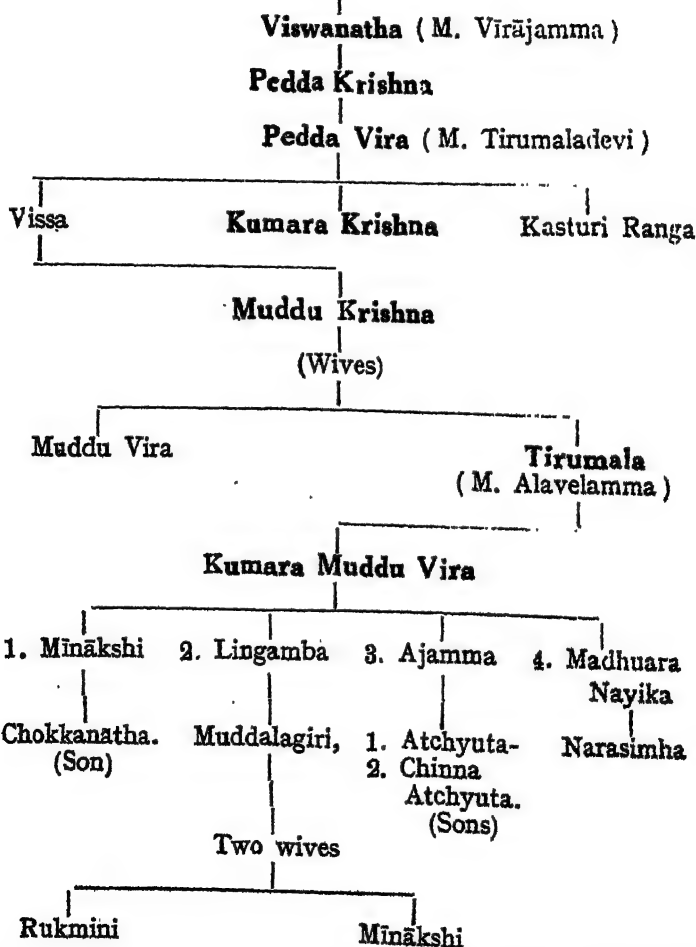 Viswanatha ( M. Vīrājamma )
Pedda Krishna
Pedda Vira ( M. Tirumaladevi )
Vissa Kumara Krishna Kasturi Ranga
Muddu Krishna
(Wives)
Muddu Vira
Tirumala
( M. Alavelamma )
Kumara Muddu Vira
1. Mīnākshi 2. Lingamba 3. Ajamma 4. Madhuara
Nayika
Chokkanatha. Muddalagiri, 1. Atchyuta- Narasimha
(Son) 2. Chinna
Atchyuta.
(Sons)
Two wives
Rukmini Mīnākshi